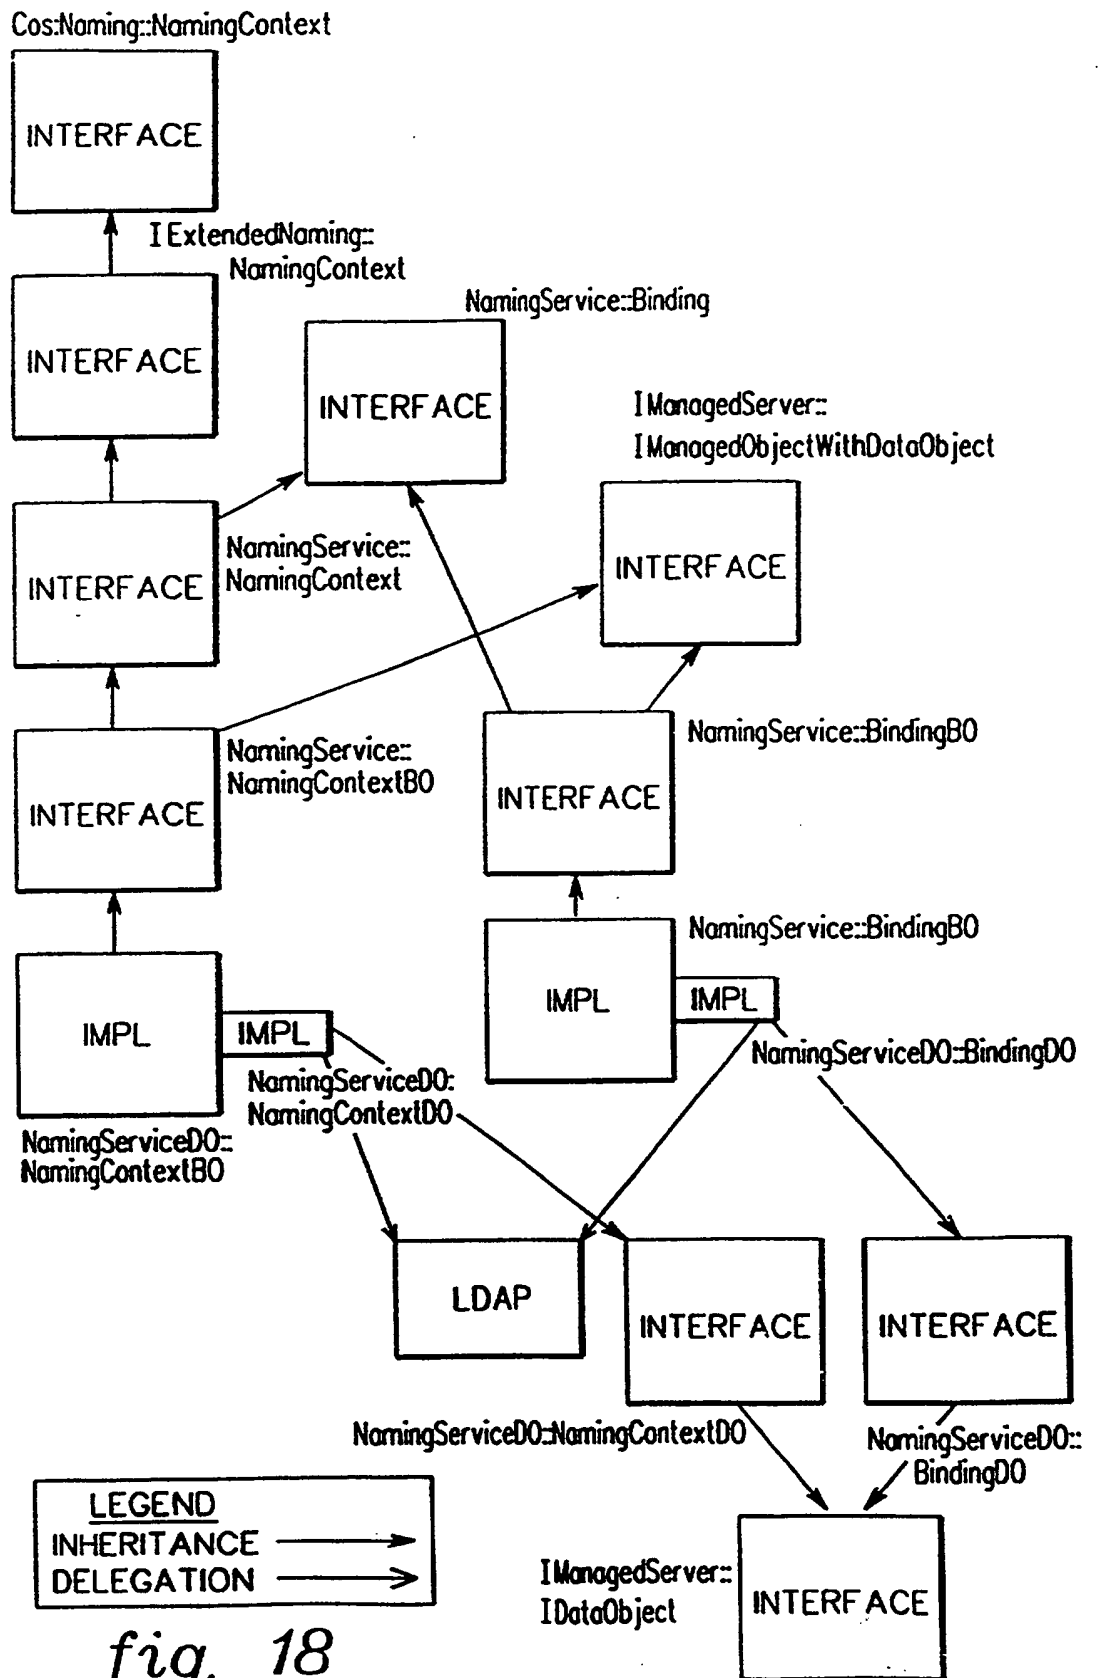 Cos:Naming::NamingContext
INTERFACE
IExtendedNaming::
NamingContext
INTERFACE
NamingService::Binding
INTERFACE
IManagedServer::
IManagedObjectWithDataObject
INTERFACE
NamingService::
NamingContext
INTERFACE
NamingService::
NamingContextBO
INTERFACE
NamingService::BindingBO
INTERFACE
NamingService::BindingBO
IMPL
IMPL
IMPL
IMPL
NamingServiceDO::BindingDO
NamingServiceDO:
NamingContextDO
NamingServiceDO::
NamingContextBO
LDAP
INTERFACE
INTERFACE
NamingServiceDO::NamingContextDO
NamingServiceDO::
BindingDO
LEGEND
INHERITANCE
DELEGATION
IManagedServer::
IDataObject
INTERFACE
fig. 18